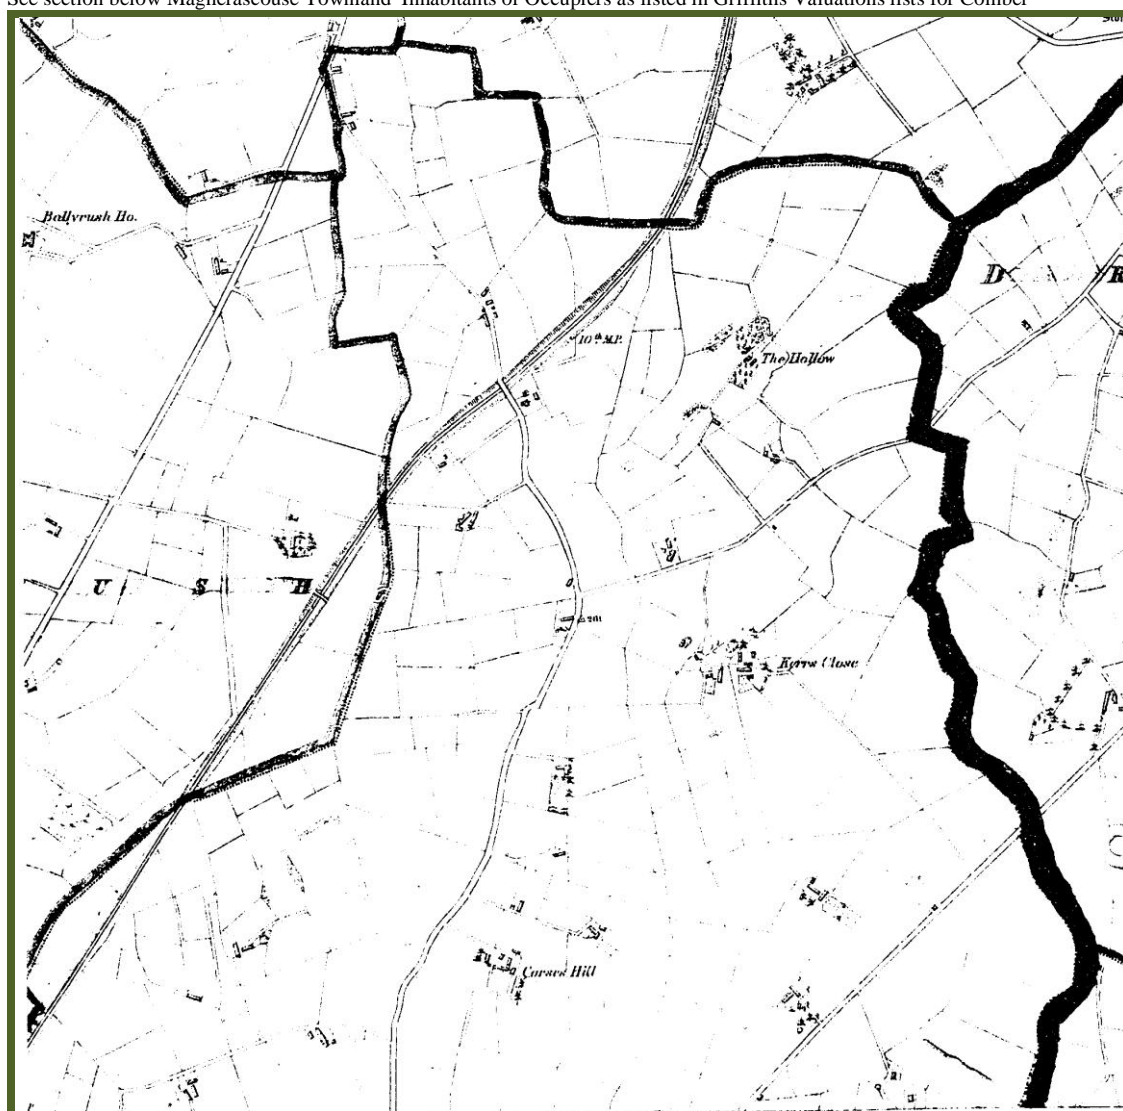 See section below Magherascouse Townland Inhabitants or Occupiers as listed in Griffiths Valuations lists for Comber
Ballyrush Ho.
D R
10th M.P.
The Hollow
U S H
261
Kerrs Close
Corses Hill